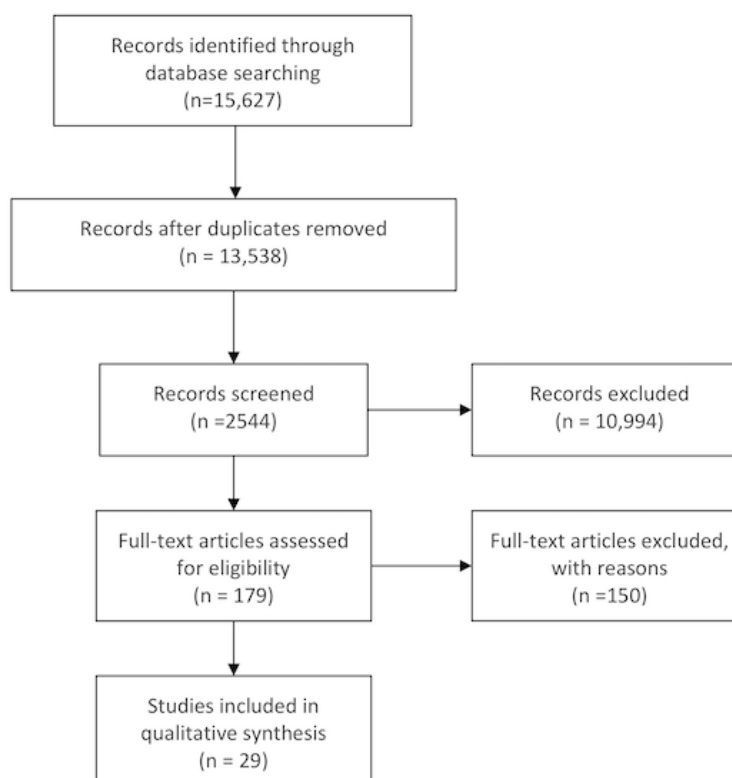 Records identified through
database searching
(n=15,627)
Records after duplicates removed
(n = 13,538)
Records screened
(n =2544)
Records excluded
(n = 10,994)
Full-text articles assessed
for eligibility
(n = 179)
Full-text articles excluded,
with reasons
(n =150)
Studies included in
qualitative synthesis
(n = 29)